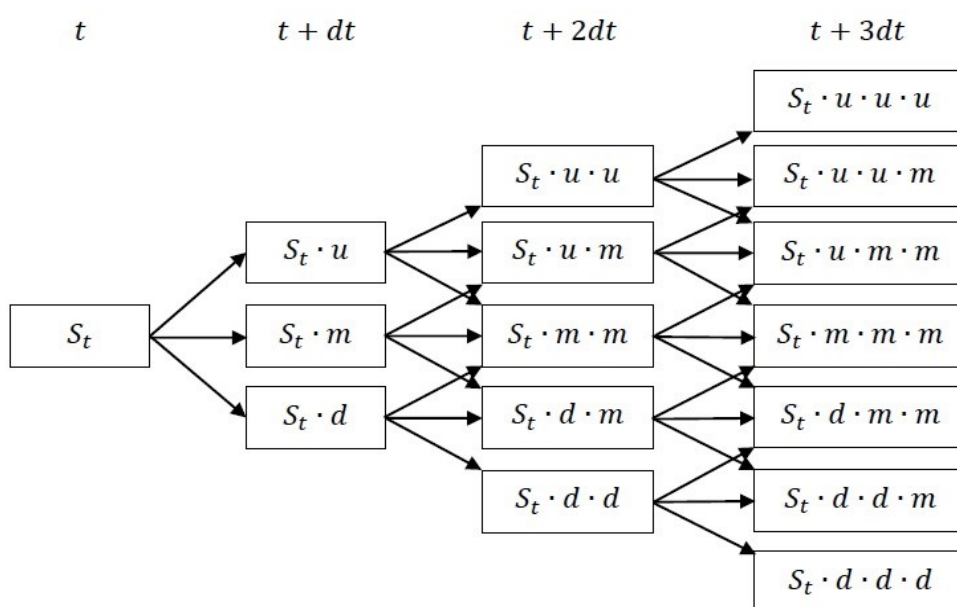 t t + dt t + 2dt t + 3dt
S_t · u · u · u
S_t · u · u S_t · u · u · m
S_t · u S_t · u · m S_t · u · m · m
S_t S_t · m S_t · m · m S_t · m · m · m
S_t · d S_t · d · m S_t · d · m · m
S_t · d · d S_t · d · d · m
S_t · d · d · d